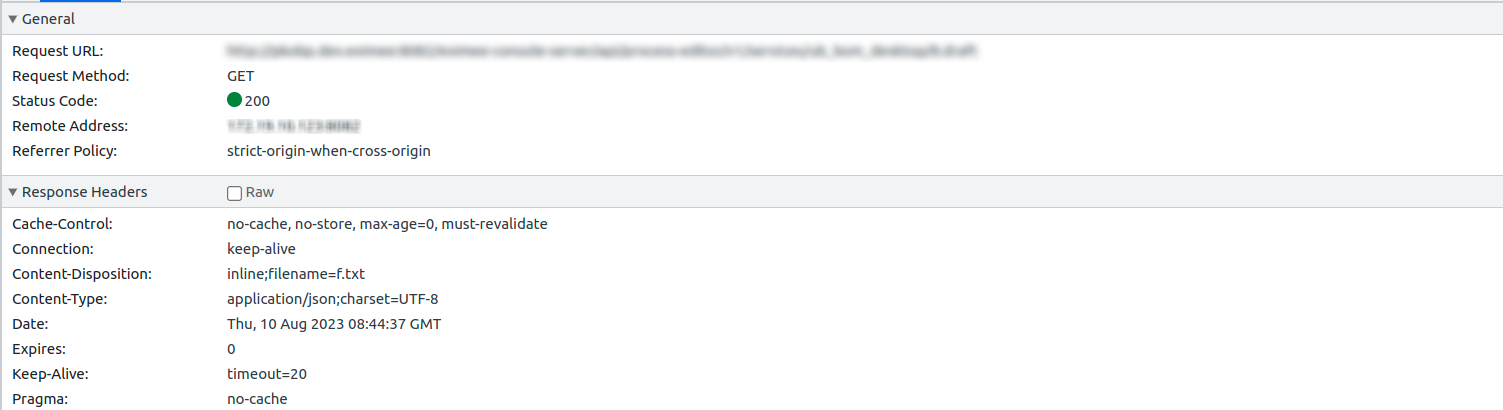 General
Request URL:
Request Method: GET
Status Code: 200
Remote Address:
Referrer Policy: strict-origin-when-cross-origin
Response Headers Raw
Cache-Control: no-cache, no-store, max-age=0, must-revalidate
Connection: keep-alive
Content-Disposition: inline;filename=f.txt
Content-Type: application/json;charset=UTF-8
Date: Thu, 10 Aug 2023 08:44:37 GMT
Expires: 0
Keep-Alive: timeout=20
Pragma: no-cache